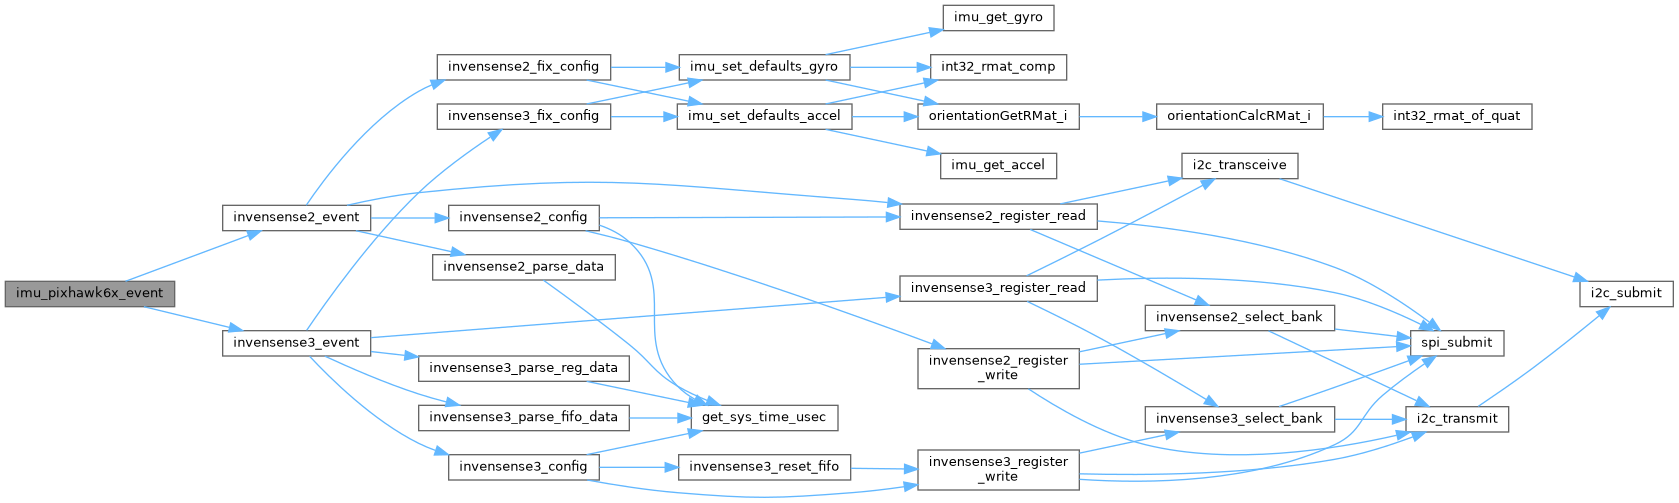 imu_pixhawk6x_event
invensense2_event
invensense3_event
invensense2_fix_config
invensense3_fix_config
invensense2_config
invensense2_parse_data
invensense3_parse_reg_data
invensense3_parse_fifo_data
invensense3_config
imu_set_defaults_gyro
imu_set_defaults_accel
get_sys_time_usec
invensense3_reset_fifo
imu_get_gyro
int32_rmat_comp
orientationGetRMat_i
imu_get_accel
invensense2_register_read
invensense3_register_read
invensense2_register
_write
invensense3_register
_write
orientationCalcRMat_i
i2c_transceive
invensense2_select_bank
invensense3_select_bank
int32_rmat_of_quat
spi_submit
i2c_transmit
i2c_submit